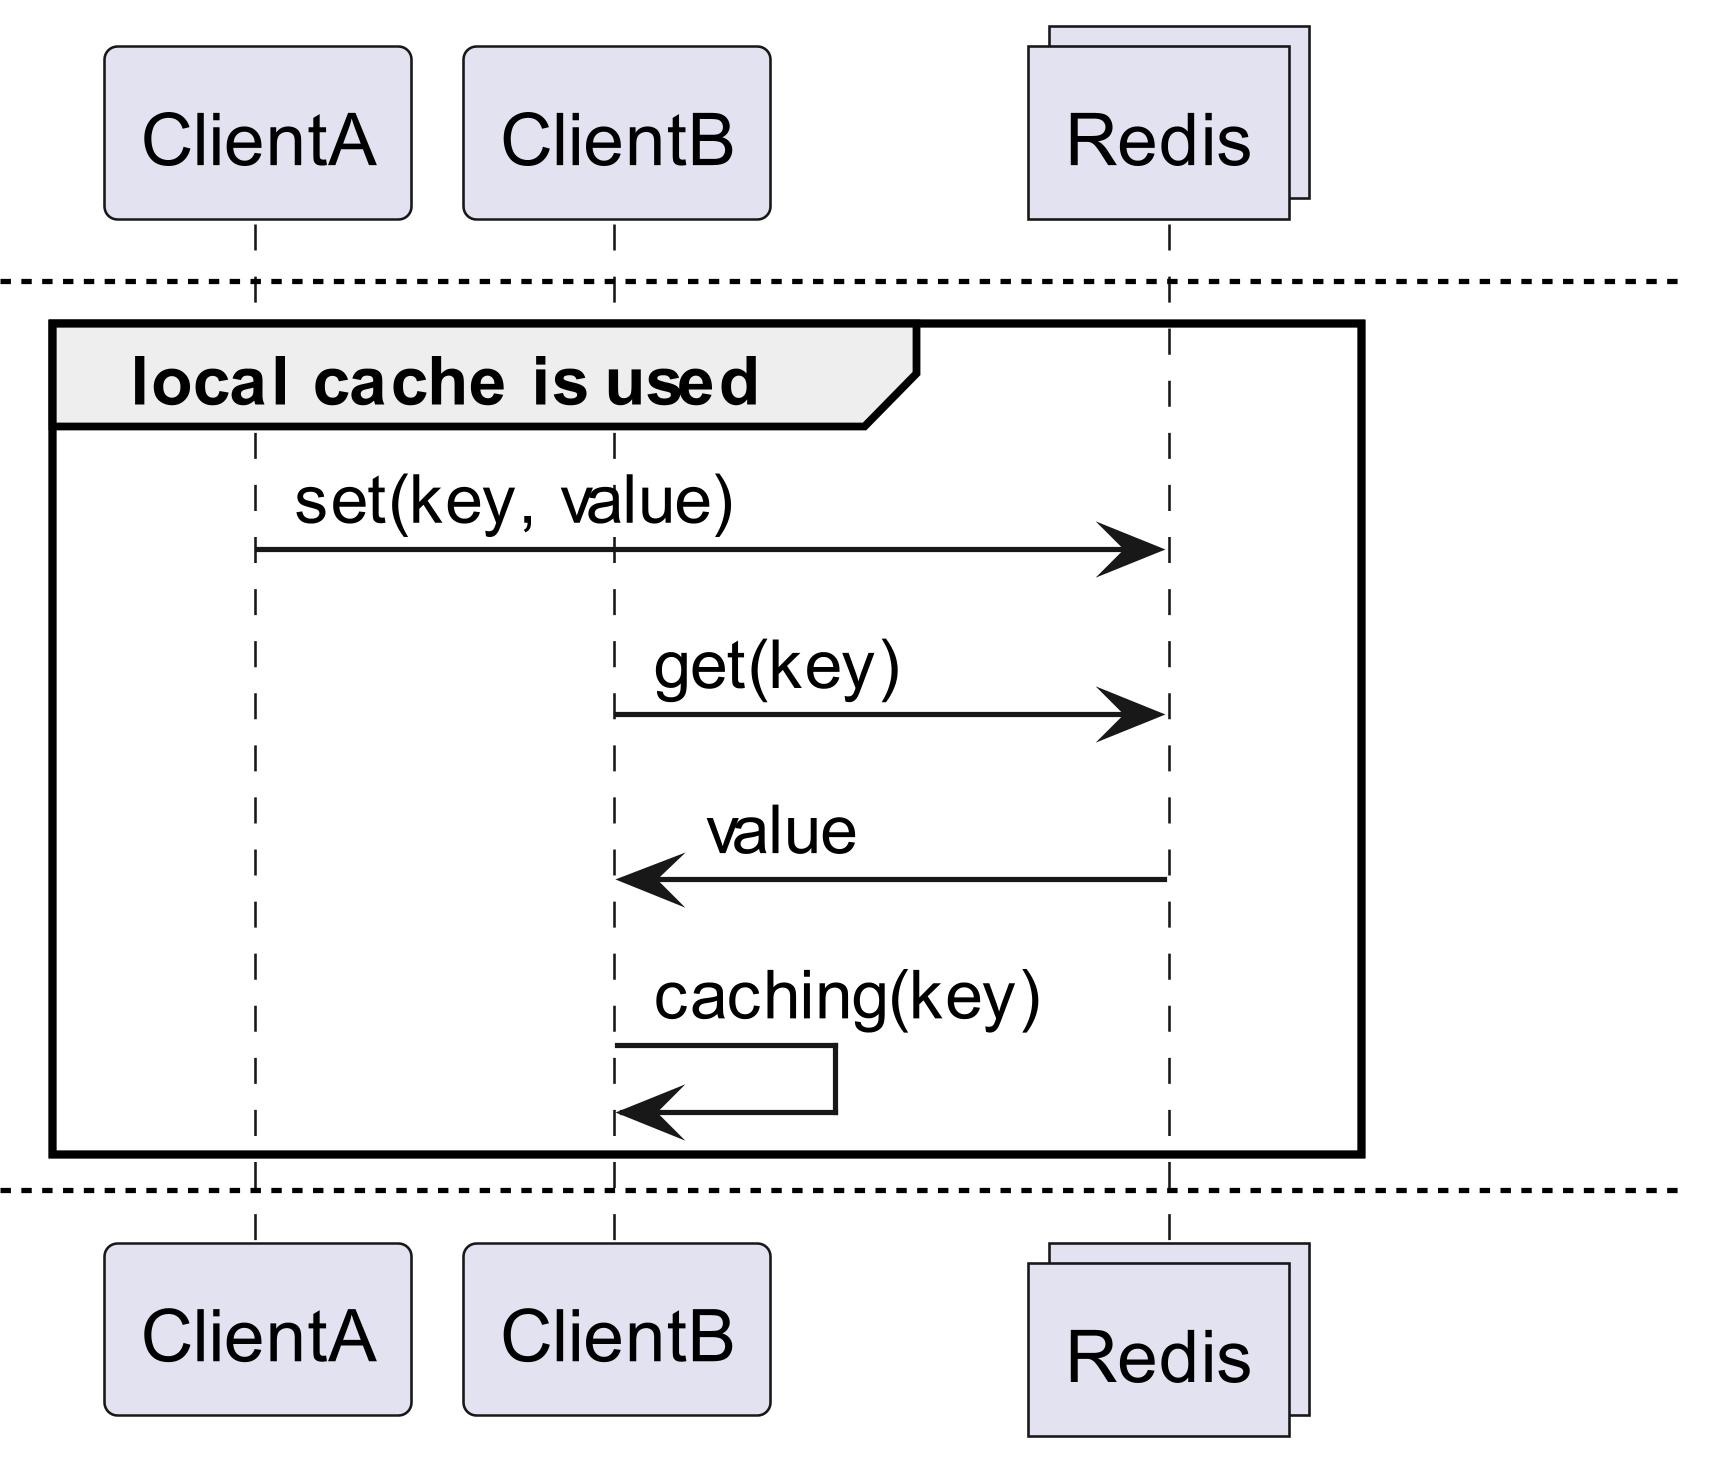 ClientA
ClientB
Redis
local cache is used
set(key, value)
get(key)
value
caching(key)
ClientA
ClientB
Redis